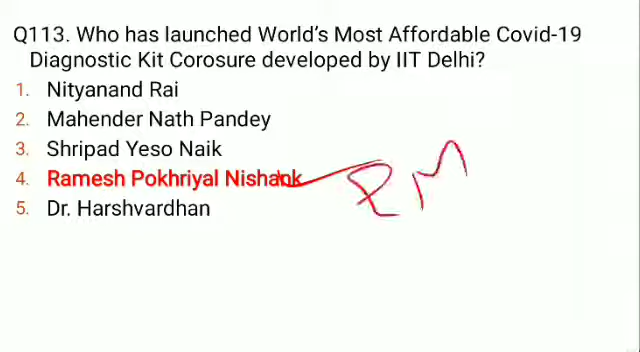 Q113. Who has launched World's Most Affordable Covid-19
Diagnostic Kit Corosure developed by IIT Delhi?
1. Nityanand Rai
2. Mahender Nath Pandey
3. Shripad Yeso Naik
4. Ramesh Pokhriyal Nishank
5. Dr. Harshvardhan